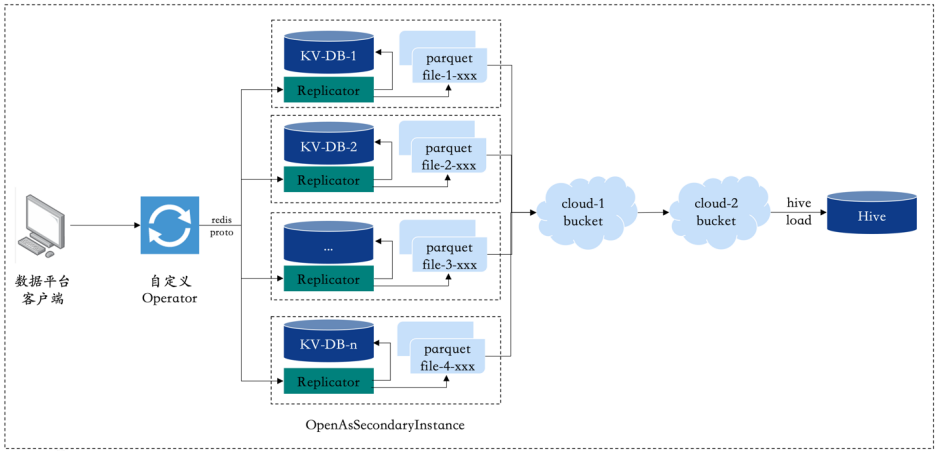 数据平台
客户端
自定义
Operator
redis
proto
KV-DB-1
Replicator
parquet
file-1-xxx
KV-DB-2
Replicator
parquet
file-2-xxx
...
Replicator
parquet
file-3-xxx
KV-DB-n
Replicator
parquet
file-4-xxx
OpenAsSecondaryInstance
cloud-1
bucket
cloud-2
bucket
hive
load
Hive